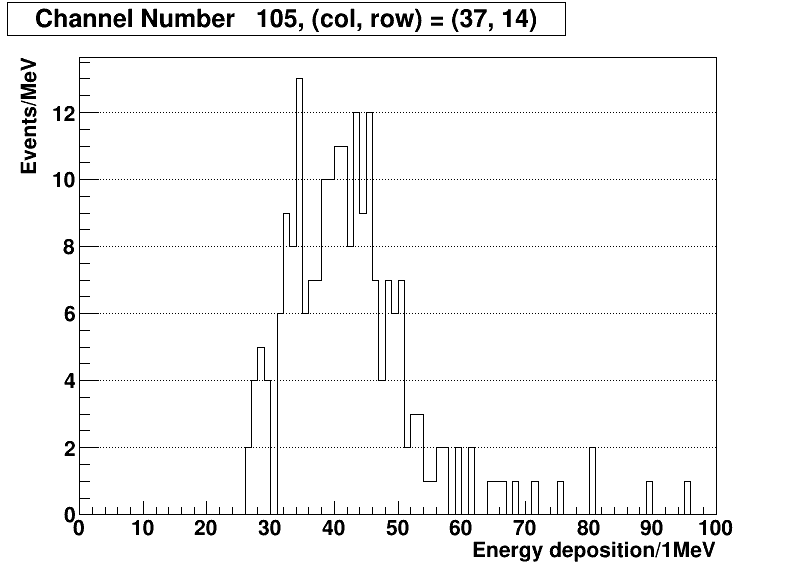 Channel Number 105, (col, row) = (37, 14)
Events/MeV
12
10
8
6
4
2
0
0 10 20 30 40 50 60 70 80 90 100
Energy deposition/1MeV